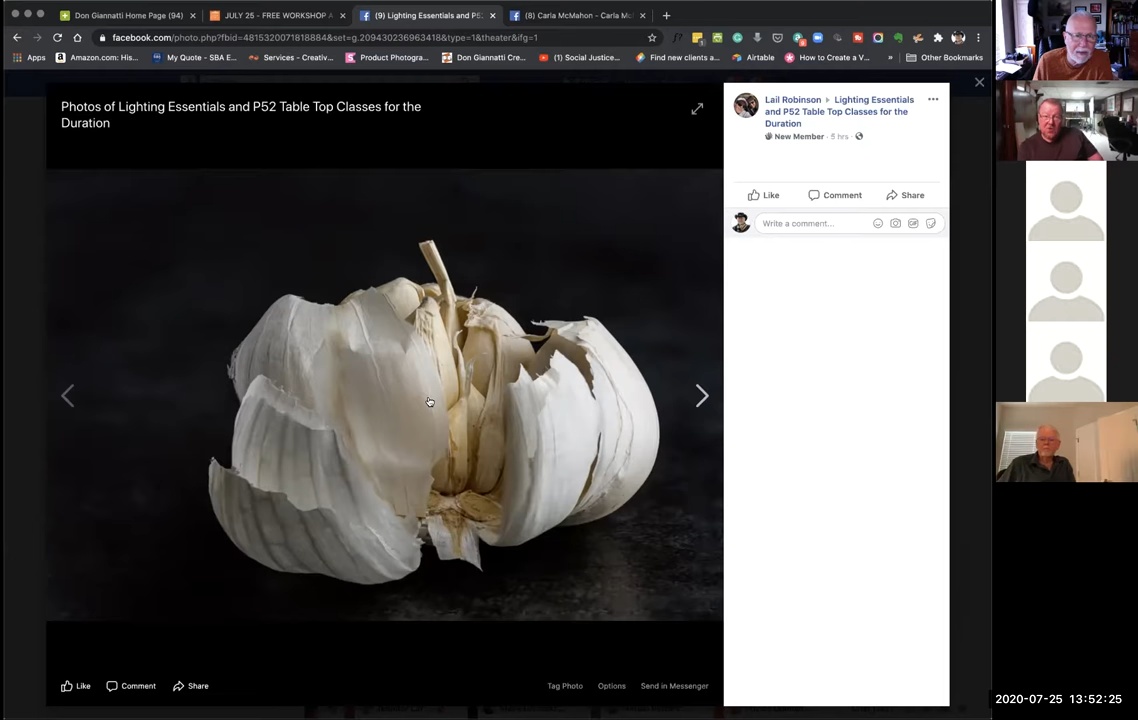 Don Giannatti Home Page (94)
JULY 25 - FREE WORKSHOP A
(9) Lighting Essentials and P52
(8) Carla McMahon - Carla Mc
facebook.com/photo.php?fbid=4815320071818884&set=g.209430236963418&type=1&theater&ifg=1
Apps
Amazon.com: His...
My Quote - SBA E...
Services - Creativ...
Product Photogra...
Don Giannatti Cre...
(1) Social Justice...
Find new clients a...
Airtable
How to Create a V...
»
Other Bookmarks
Photos of Lighting Essentials and P52 Table Top Classes for the
Duration
Lail Robinson ▸ Lighting Essentials
and P52 Table Top Classes for the
Duration
New Member · 5 hrs ·
Like
Comment
Share
Write a comment...
GIF
Like
Comment
Share
Tag Photo
Options
Send in Messenger
2020-07-25 13:52:25